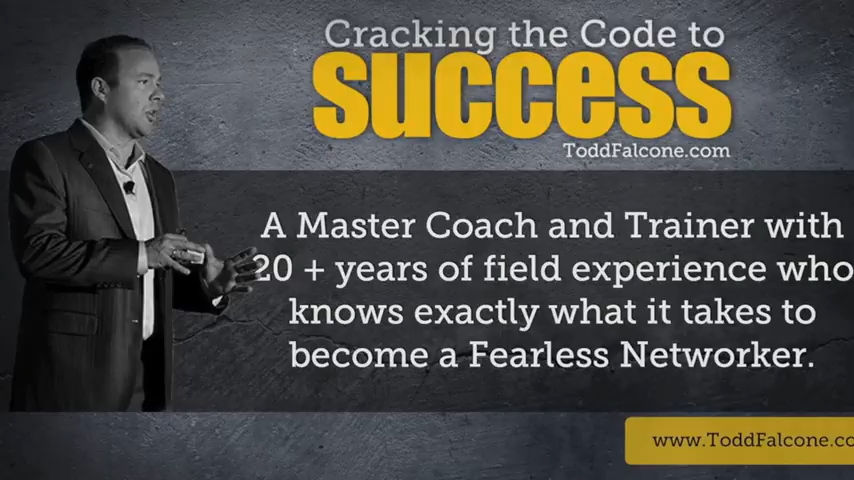 Cracking the Code to
success
ToddFalcone.com
A Master Coach and Trainer with
20 + years of field experience who
knows exactly what it takes to
become a Fearless Networker.
www.ToddFalcone.co